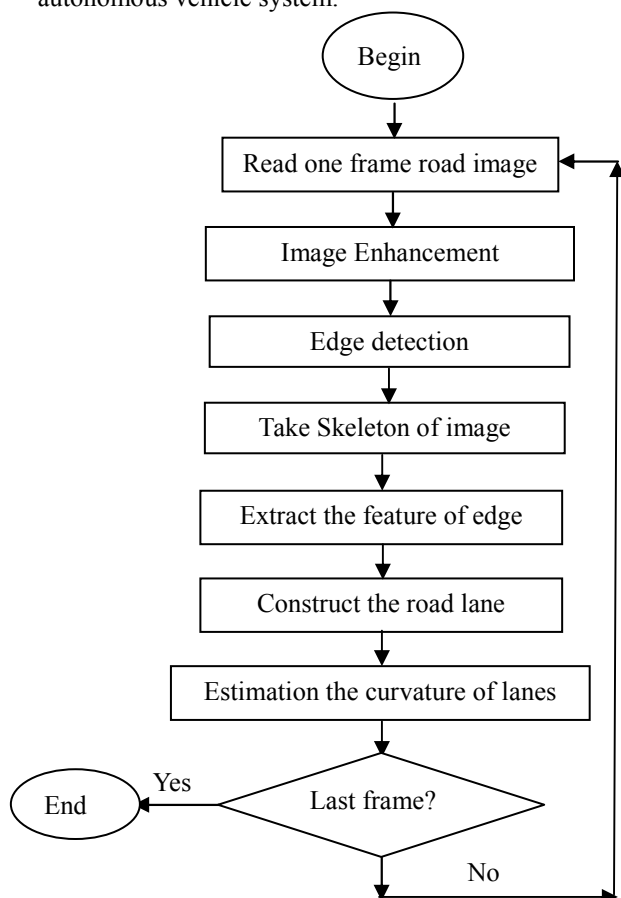 autonomous vehicle system.
Begin
Read one frame road image
Image Enhancement
Edge detection
Take Skeleton of image
Extract the feature of edge
Construct the road lane
Estimation the curvature of lanes
Yes
Last frame?
End
No